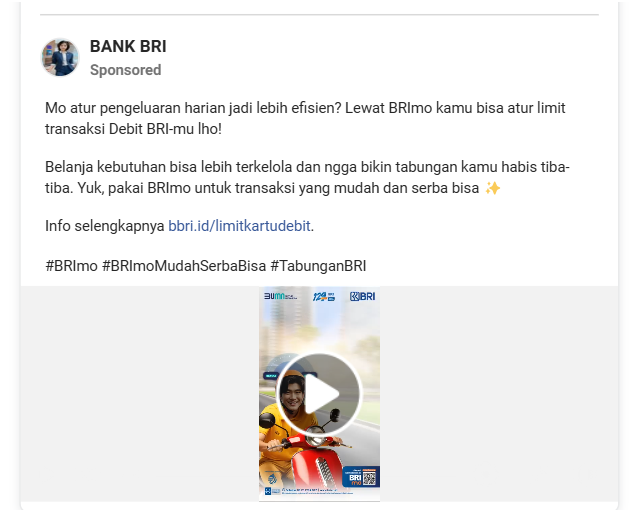 BANK BRI
Sponsored
Mo atur pengeluaran harian jadi lebih efisien? Lewat BRImo kamu bisa atur limit
transaksi Debit BRI-mu lho!
Belanja kebutuhan bisa lebih terkelola dan ngga bikin tabungan kamu habis tiba-
tiba. Yuk, pakai BRImo untuk transaksi yang mudah dan serba bisa ✨
Info selengkapnya bbri.id/limitkartudebit.
#BRImo #BRImoMudahSerbaBisa #TabunganBRI
BUMN
BRI
BRI
mo